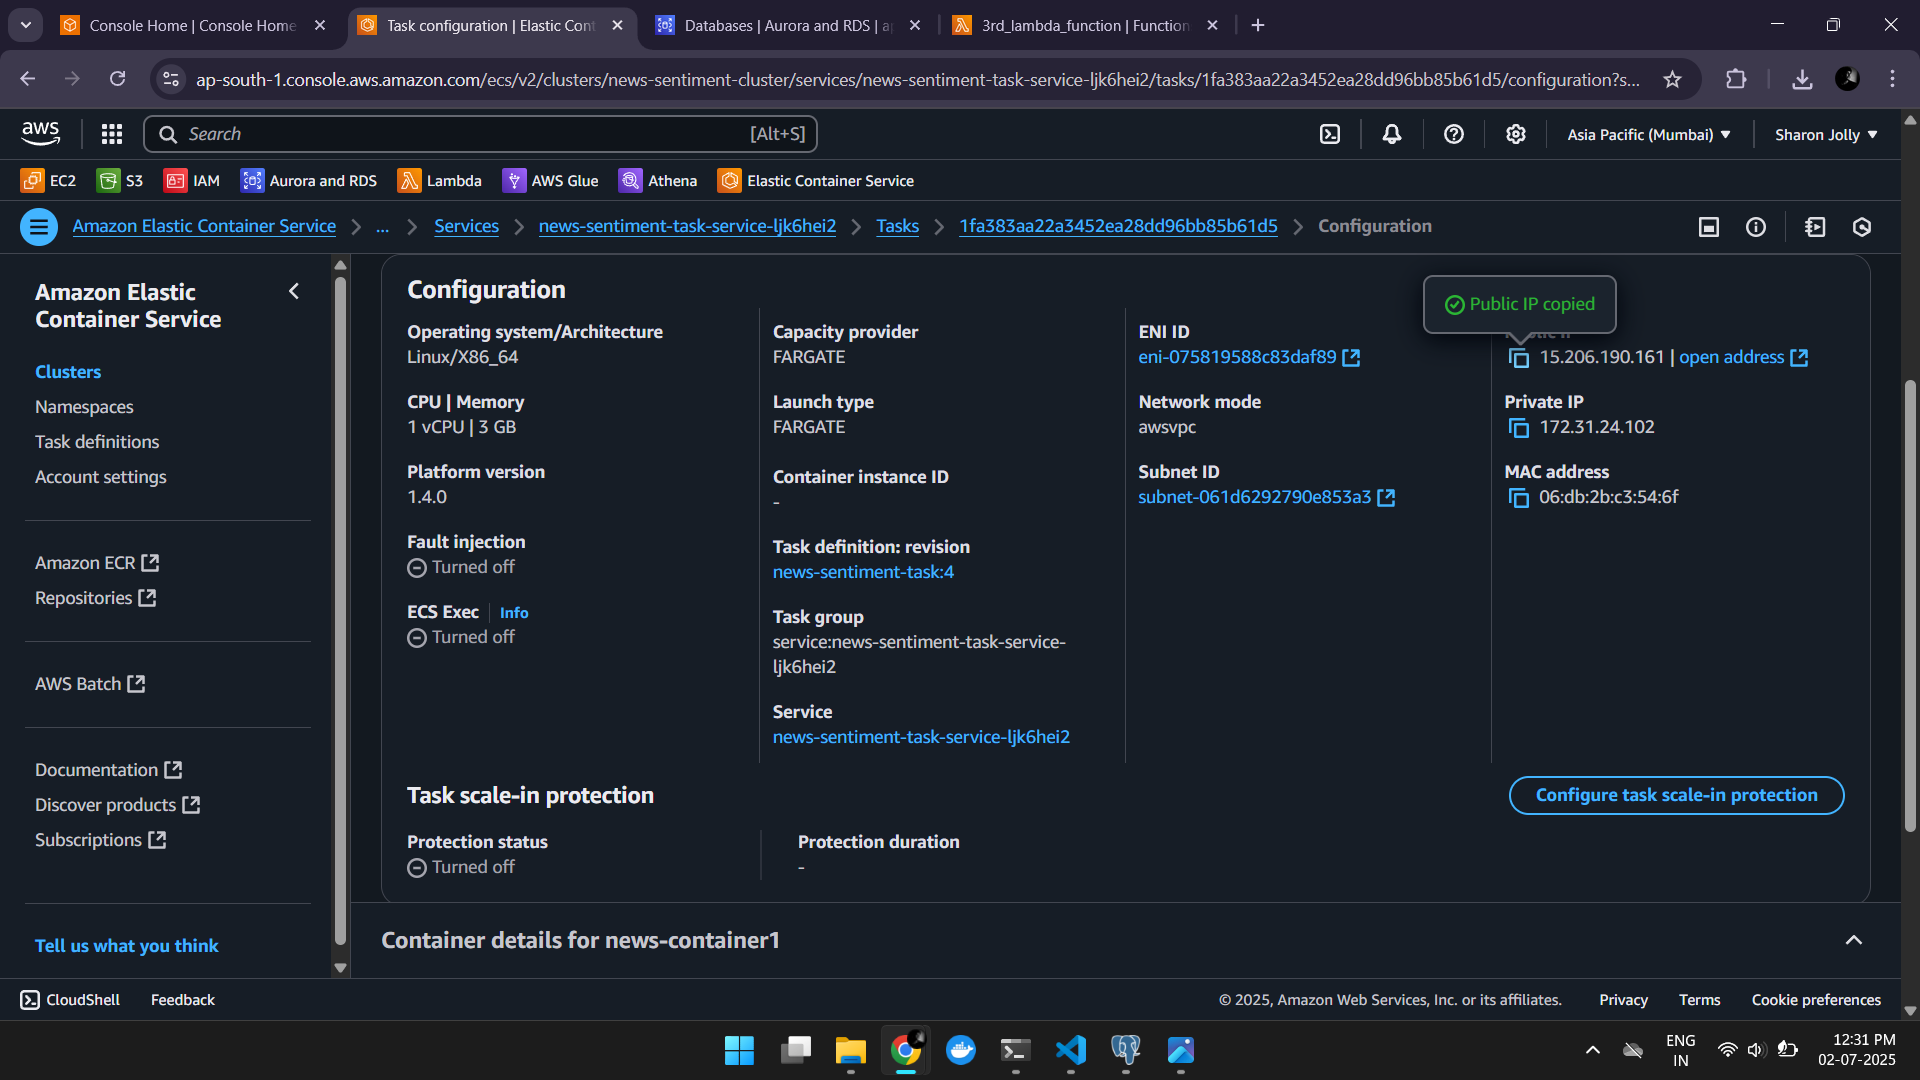 Console Home | Console Home
Task configuration | Elastic Cont
Databases | Aurora and RDS | a
3rd_lambda_function | Function
ap-south-1.console.aws.amazon.com/ecs/v2/clusters/news-sentiment-cluster/services/news-sentiment-task-service-ljk6hei2/tasks/1fa383aa22a3452ea28dd96bb85b61d5/configuration?s...
aws
Search
[Alt+S]
Asia Pacific (Mumbai)
Sharon Jolly
EC2
S3
IAM
Aurora and RDS
Lambda
AWS Glue
Athena
Elastic Container Service
Amazon Elastic Container Service
...
Services
news-sentiment-task-service-ljk6hei2
Tasks
1fa383aa22a3452ea28dd96bb85b61d5
Configuration
Amazon Elastic
Container Service
Clusters
Namespaces
Task definitions
Account settings
Amazon ECR
Repositories
AWS Batch
Documentation
Discover products
Subscriptions
Tell us what you think
Configuration
Operating system/Architecture
Linux/X86_64
CPU | Memory
1 vCPU | 3 GB
Platform version
1.4.0
Fault injection
Turned off
ECS Exec
Info
Turned off
Capacity provider
FARGATE
Launch type
FARGATE
Container instance ID
-
Task definition: revision
news-sentiment-task:4
Task group
service:news-sentiment-task-service-
ljk6hei2
Service
news-sentiment-task-service-ljk6hei2
ENI ID
eni-075819588c83daf89
Network mode
awsvpc
Subnet ID
subnet-061d6292790e853a3
Public IP copied
15.206.190.161 | open address
Private IP
172.31.24.102
MAC address
06:db:2b:c3:54:6f
Task scale-in protection
Configure task scale-in protection
Protection status
Turned off
Protection duration
-
Container details for news-container1
CloudShell
Feedback
© 2025, Amazon Web Services, Inc. or its affiliates.
Privacy
Terms
Cookie preferences
ENG
IN
12:31 PM
02-07-2025